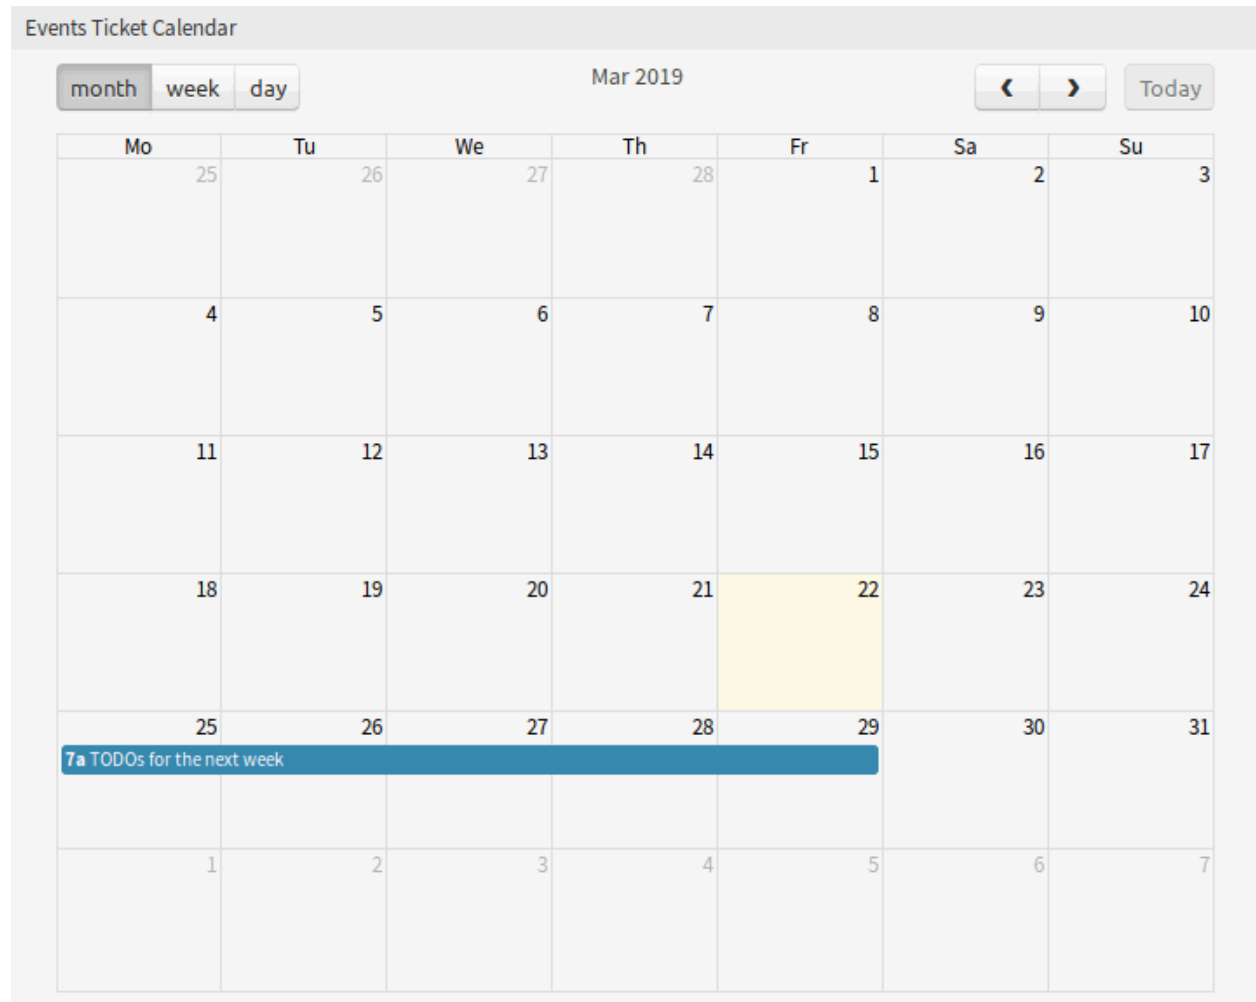 Events Ticket Calendar
month week day Mar 2019 ‹ › Today
Mo Tu We Th Fr Sa Su
25 26 27 28 1 2 3
4 5 6 7 8 9 10
11 12 13 14 15 16 17
18 19 20 21 22 23 24
25 26 27 28 29 30 31
7a TODOs for the next week
1 2 3 4 5 6 7